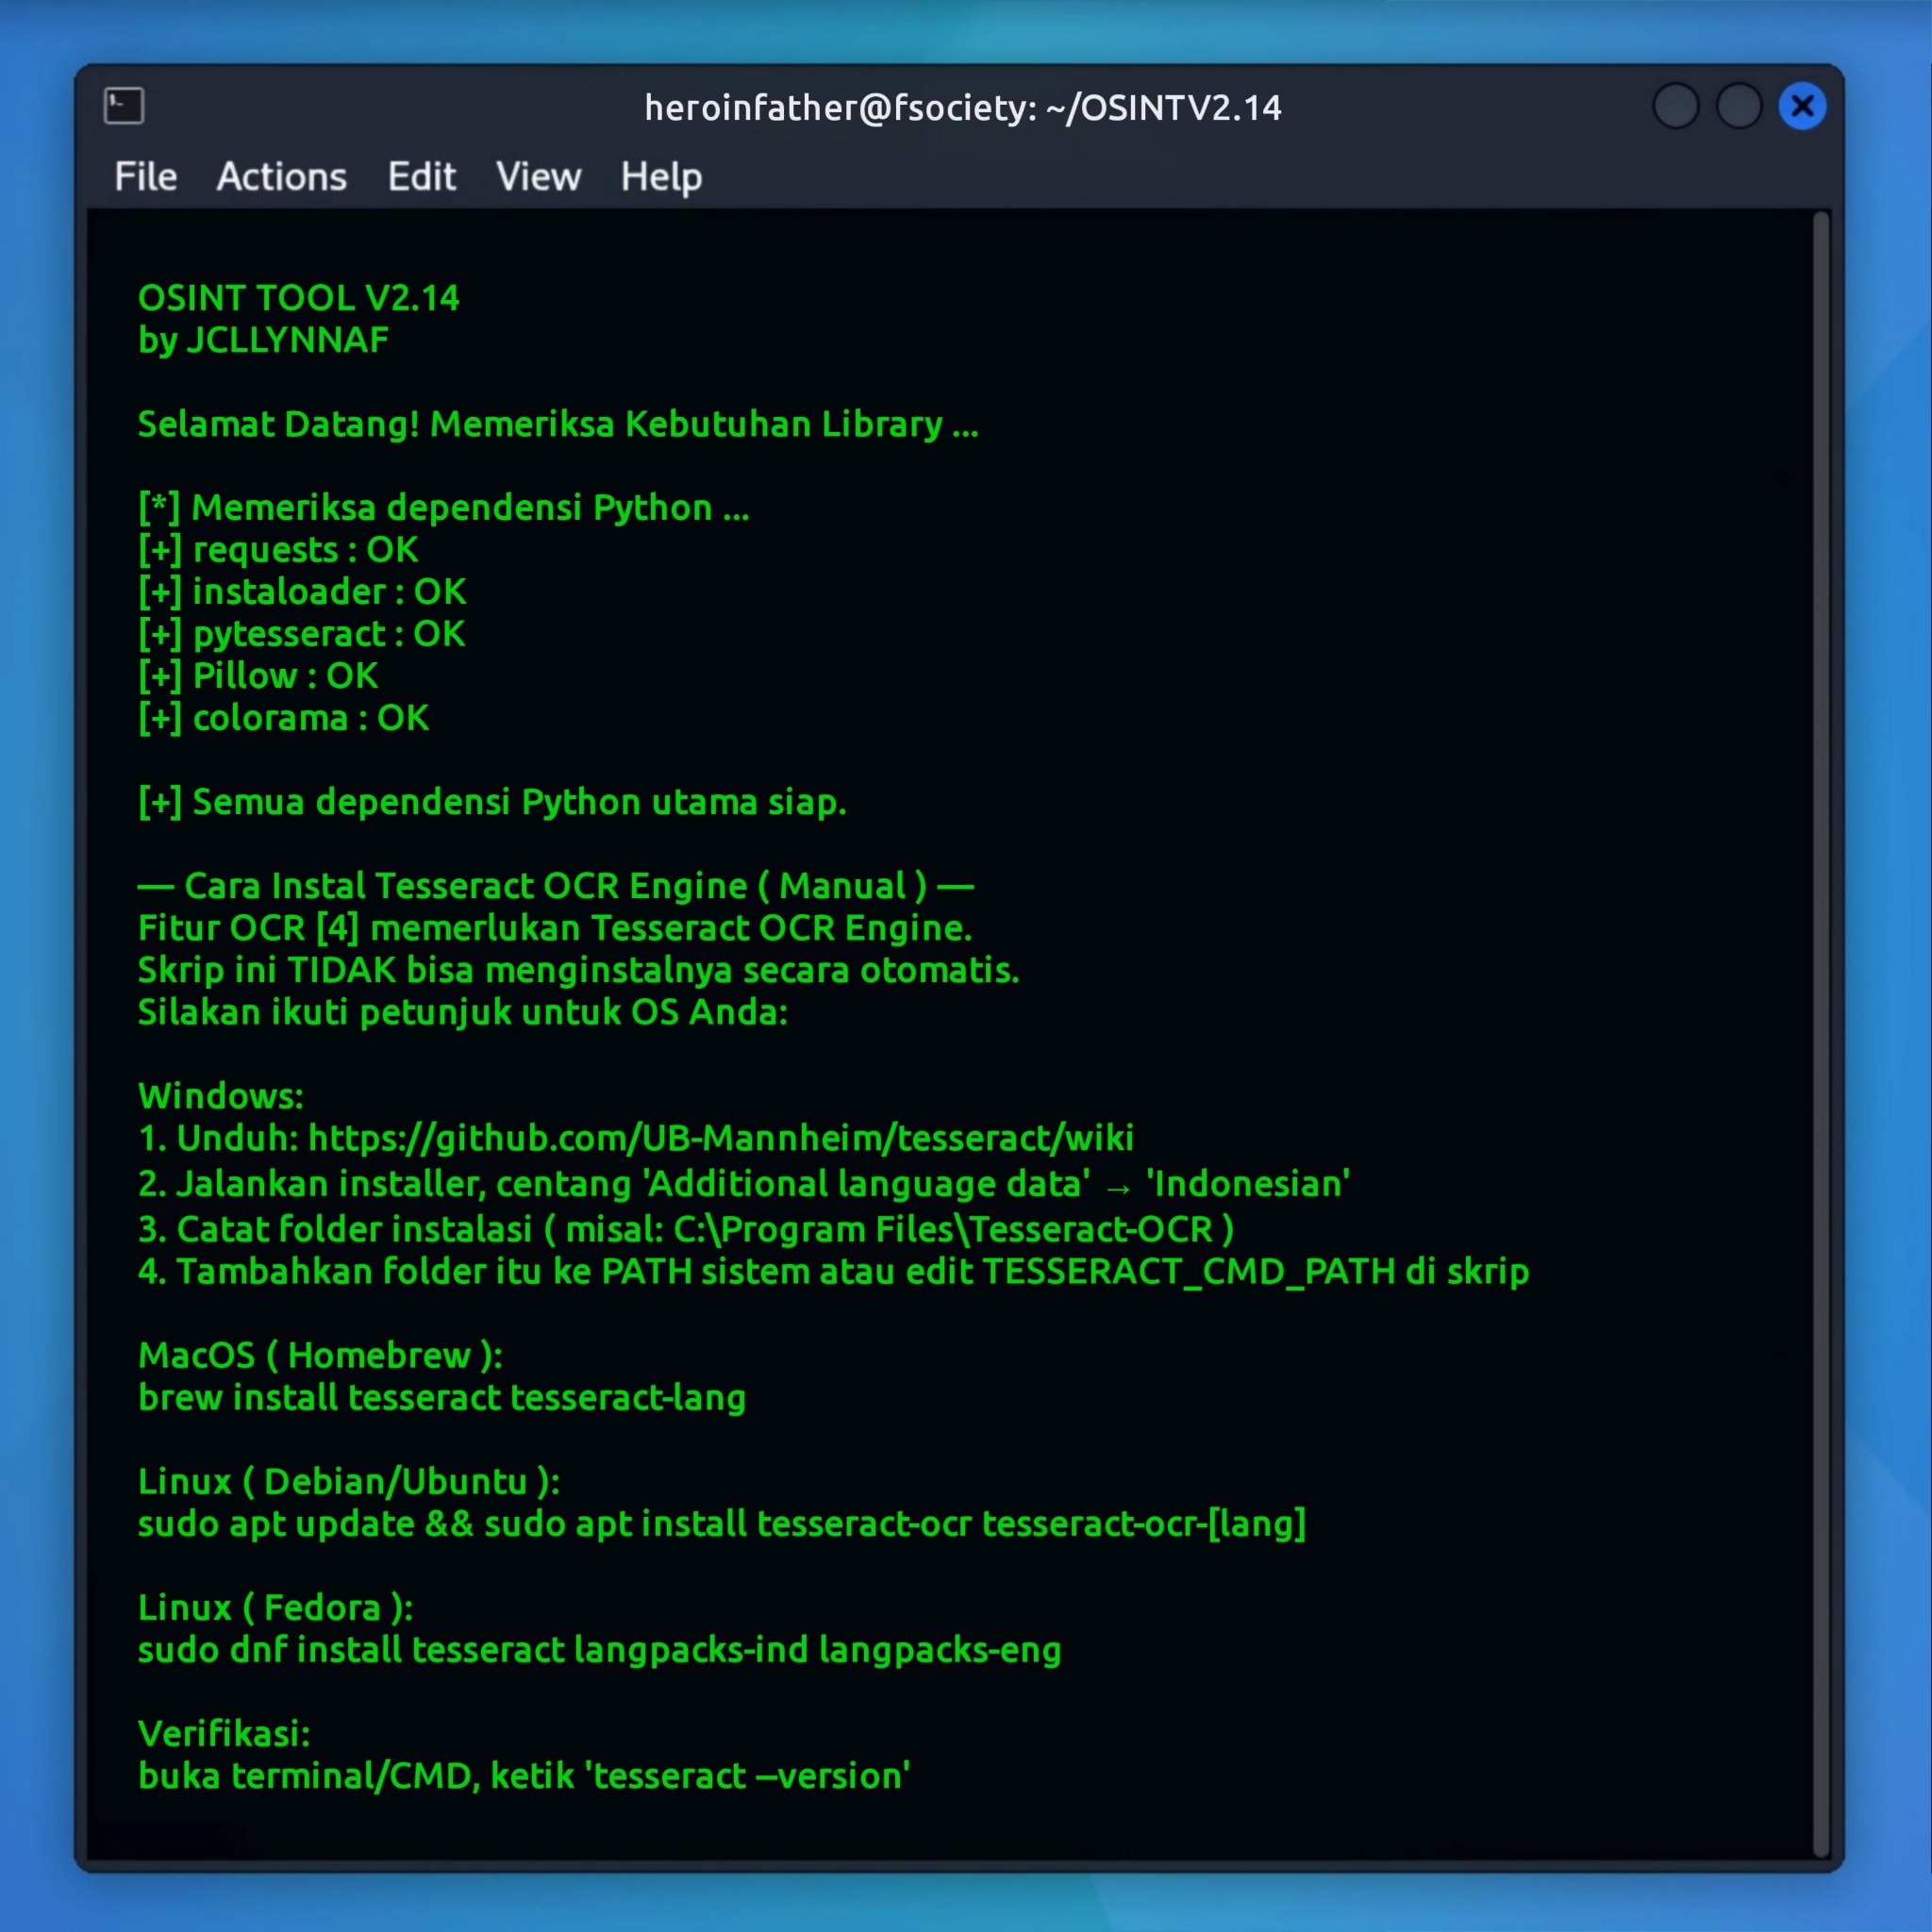 heroinfather@fsociety: ~/OSINTV2.14
File Actions Edit View Help
OSINT TOOL V2.14
by JCLLYNNAF
Selamat Datang! Memeriksa Kebutuhan Library ...
[*] Memeriksa dependensi Python ...
[+] requests : OK
[+] instaloader : OK
[+] pytesseract : OK
[+] Pillow : OK
[+] colorama : OK
[+] Semua dependensi Python utama siap.
— Cara Instal Tesseract OCR Engine ( Manual ) —
Fitur OCR [4] memerlukan Tesseract OCR Engine.
Skrip ini TIDAK bisa menginstalnya secara otomatis.
Silakan ikuti petunjuk untuk OS Anda:
Windows:
1. Unduh: https://github.com/UB-Mannheim/tesseract/wiki
2. Jalankan installer, centang 'Additional language data' → 'Indonesian'
3. Catat folder instalasi ( misal: C:\Program Files\Tesseract-OCR )
4. Tambahkan folder itu ke PATH sistem atau edit TESSERACT_CMD_PATH di skrip
MacOS ( Homebrew ):
brew install tesseract tesseract-lang
Linux ( Debian/Ubuntu ):
sudo apt update && sudo apt install tesseract-ocr tesseract-ocr-[lang]
Linux ( Fedora ):
sudo dnf install tesseract langpacks-ind langpacks-eng
Verifikasi:
buka terminal/CMD, ketik 'tesseract –version'